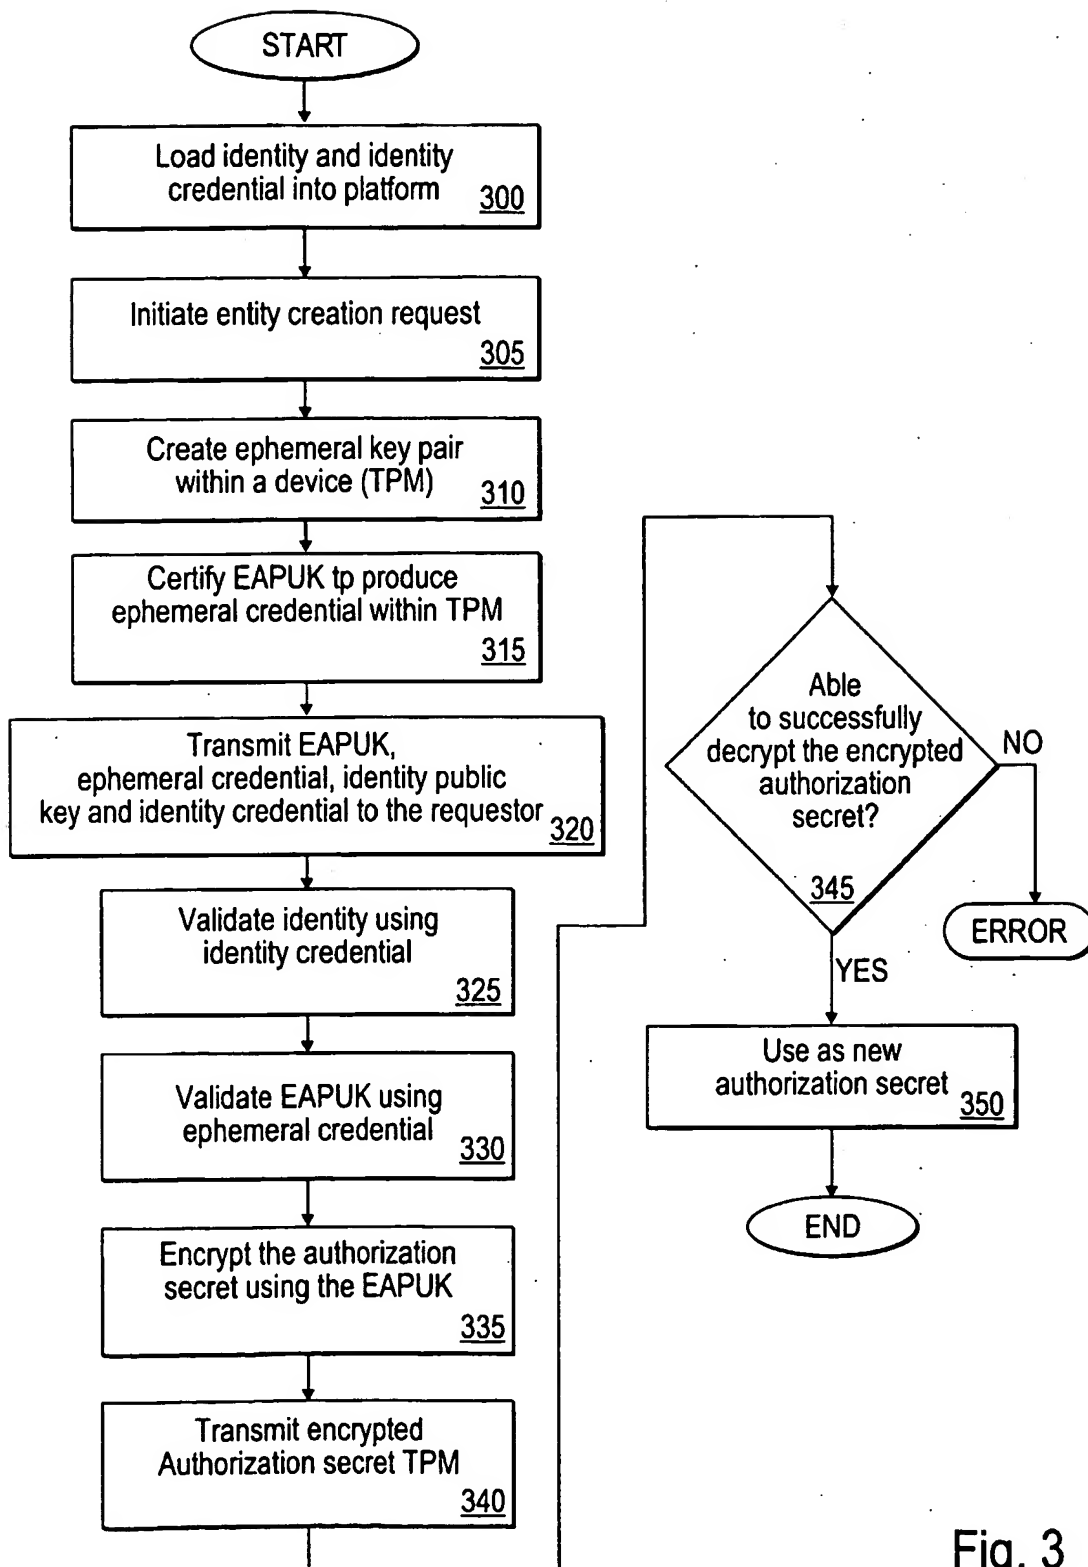 START
Load identity and identity
credential into platform
300
Initiate entity creation request
305
Create ephemeral key pair
within a device (TPM)
310
Certify EAPUK tp produce
ephemeral credential within TPM
315
Transmit EAPUK,
ephemeral credential, identity public
key and identity credential to the requestor
320
Validate identity using
identity credential
325
Validate EAPUK using
ephemeral credential
330
Encrypt the authorization
secret using the EAPUK
335
Transmit encrypted
Authorization secret TPM
340
Able
to successfully
decrypt the encrypted
authorization
secret?
345
NO
ERROR
YES
Use as new
authorization secret
350
END
Fig. 3